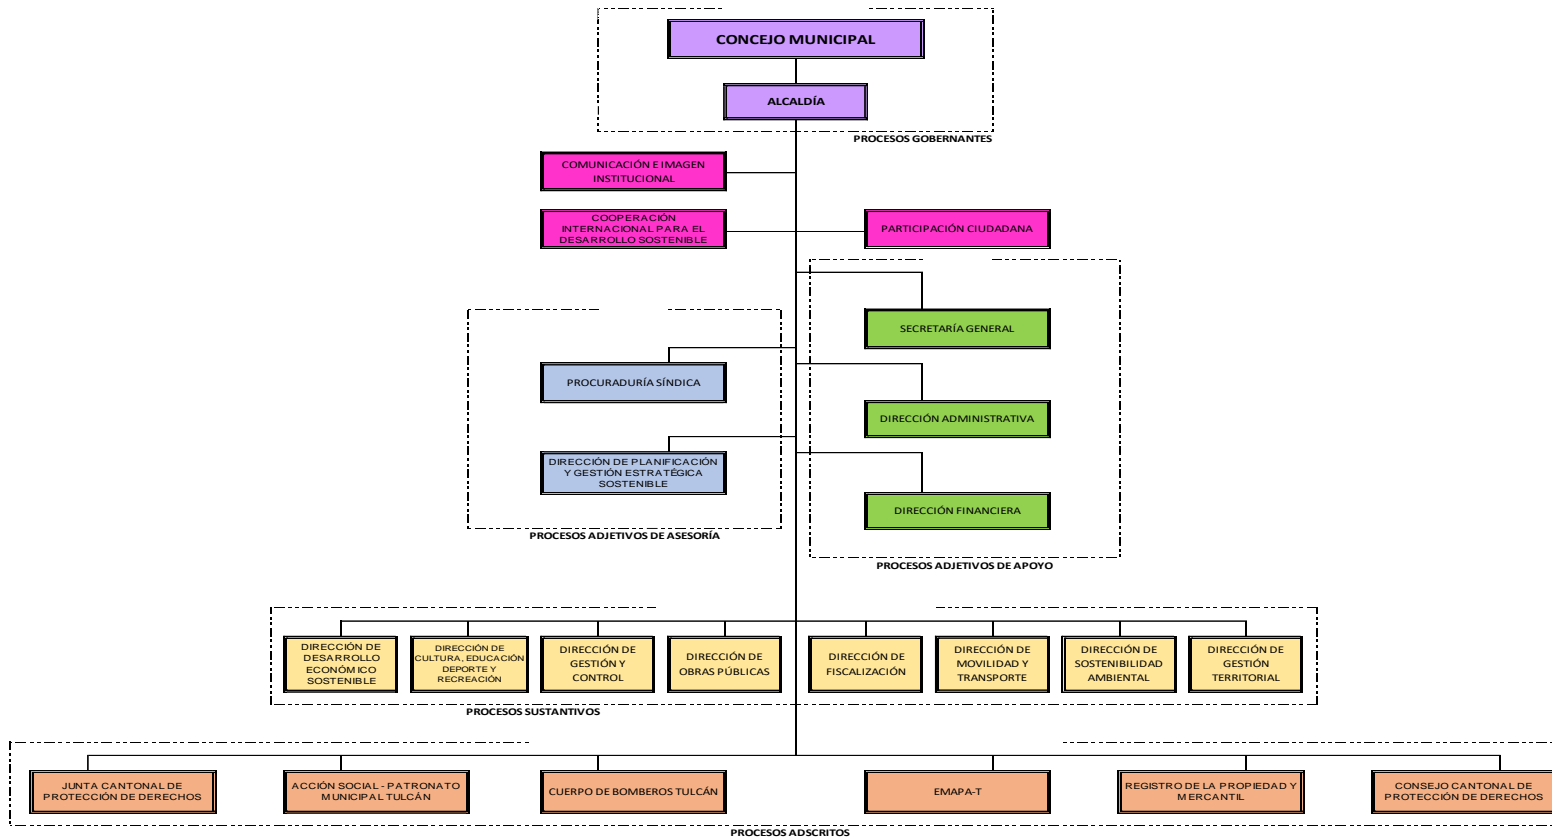 CONCEJO MUNICIPAL
ALCALDÍA
PROCESOS GOBERNANTES
COMUNICACIÓN E IMAGEN
INSTITUCIONAL
COOPERACIÓN
INTERNACIONAL PARA EL
DESARROLLO SOSTENIBLE
PARTICIPACIÓN CIUDADANA
SECRETARÍA GENERAL
PROCURADURÍA SÍNDICA
DIRECCIÓN ADMINISTRATIVA
DIRECCIÓN DE PLANIFICACIÓN
Y GESTIÓN ESTRATÉGICA
SOSTENIBLE
DIRECCIÓN FINANCIERA
PROCESOS ADJETIVOS DE ASESORÍA
PROCESOS ADJETIVOS DE APOYO
DIRECCIÓN DE
DESARROLLO
ECONÓMICO
SOSTENIBLE
DIRECCIÓN DE
CULTURA, EDUCACIÓN
DEPORTE Y
RECREACIÓN
DIRECCIÓN DE
GESTIÓN Y
CONTROL
DIRECCIÓN DE
OBRAS PÚBLICAS
DIRECCIÓN DE
FISCALIZACIÓN
DIRECCIÓN DE
MOVILIDAD Y
TRANSPORTE
DIRECCIÓN DE
SOSTENIBILIDAD
AMBIENTAL
DIRECCIÓN DE
GESTIÓN
TERRITORIAL
PROCESOS SUSTANTIVOS
JUNTA CANTONAL DE
PROTECCIÓN DE DERECHOS
ACCIÓN SOCIAL - PATRONATO
MUNICIPAL TULCÁN
CUERPO DE BOMBEROS TULCÁN
EMAPA-T
REGISTRO DE LA PROPIEDAD Y
MERCANTIL
CONSEJO CANTONAL DE
PROTECCIÓN DE DERECHOS
PROCESOS ADSCRITOS